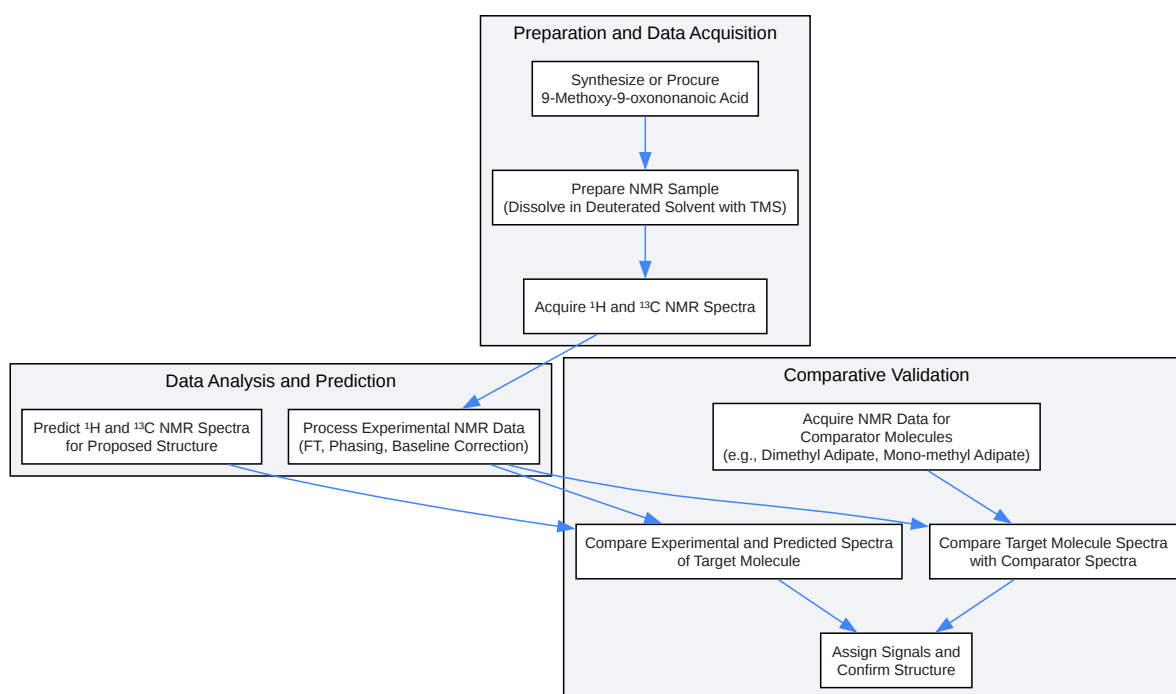 Preparation and Data Acquisition
Synthesize or Procure
9-Methoxy-9-oxononanoic Acid
Prepare NMR Sample
(Dissolve in Deuterated Solvent with TMS)
Acquire ¹H and ¹³C NMR Spectra
Data Analysis and Prediction
Predict ¹H and ¹³C NMR Spectra
for Proposed Structure
Process Experimental NMR Data
(FT, Phasing, Baseline Correction)
Comparative Validation
Acquire NMR Data for
Comparator Molecules
(e.g., Dimethyl Adipate, Mono-methyl Adipate)
Compare Experimental and Predicted Spectra
of Target Molecule
Compare Target Molecule Spectra
with Comparator Spectra
Assign Signals and
Confirm Structure